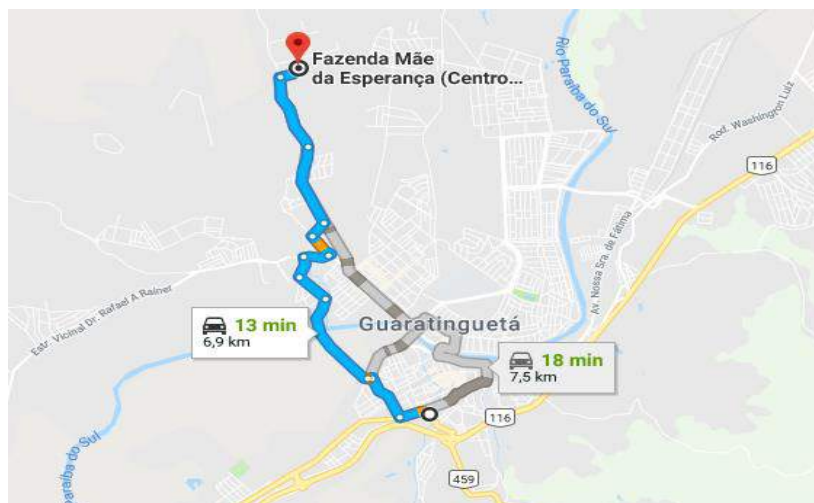 Fazenda Mãe
da Esperança (Centro...
Rio Paraíba do Sul
Rod. Washington Luiz
116
Av. Nossa Sra. de Fátima
Estr. Vicinal Dr. Rafael A Rainer
13 min
6,9 km
Guaratinguetá
18 min
7,5 km
116
459
Paraíba do Sul